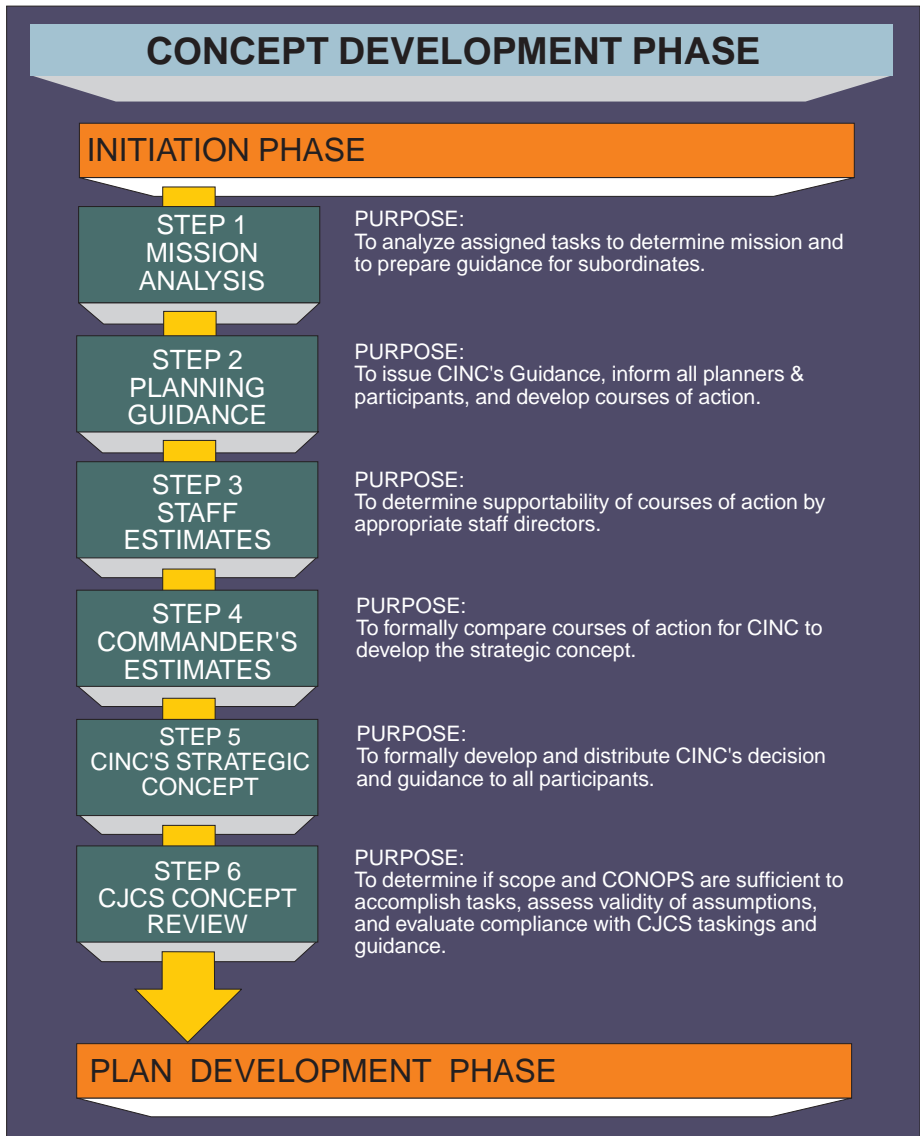 CONCEPT DEVELOPMENT PHASE
INITIATION PHASE
STEP 1
MISSION
ANALYSIS
PURPOSE:
To analyze assigned tasks to determine mission and
to prepare guidance for subordinates.
STEP 2
PLANNING
GUIDANCE
PURPOSE:
To issue CINC's Guidance, inform all planners &
participants, and develop courses of action.
STEP 3
STAFF
ESTIMATES
PURPOSE:
To determine supportability of courses of action by
appropriate staff directors.
STEP 4
COMMANDER'S
ESTIMATES
PURPOSE:
To formally compare courses of action for CINC to
develop the strategic concept.
STEP 5
CINC'S STRATEGIC
CONCEPT
PURPOSE:
To formally develop and distribute CINC's decision
and guidance to all participants.
STEP 6
CJCS CONCEPT
REVIEW
PURPOSE:
To determine if scope and CONOPS are sufficient to
accomplish tasks, assess validity of assumptions,
and evaluate compliance with CJCS taskings and
guidance.
PLAN DEVELOPMENT PHASE